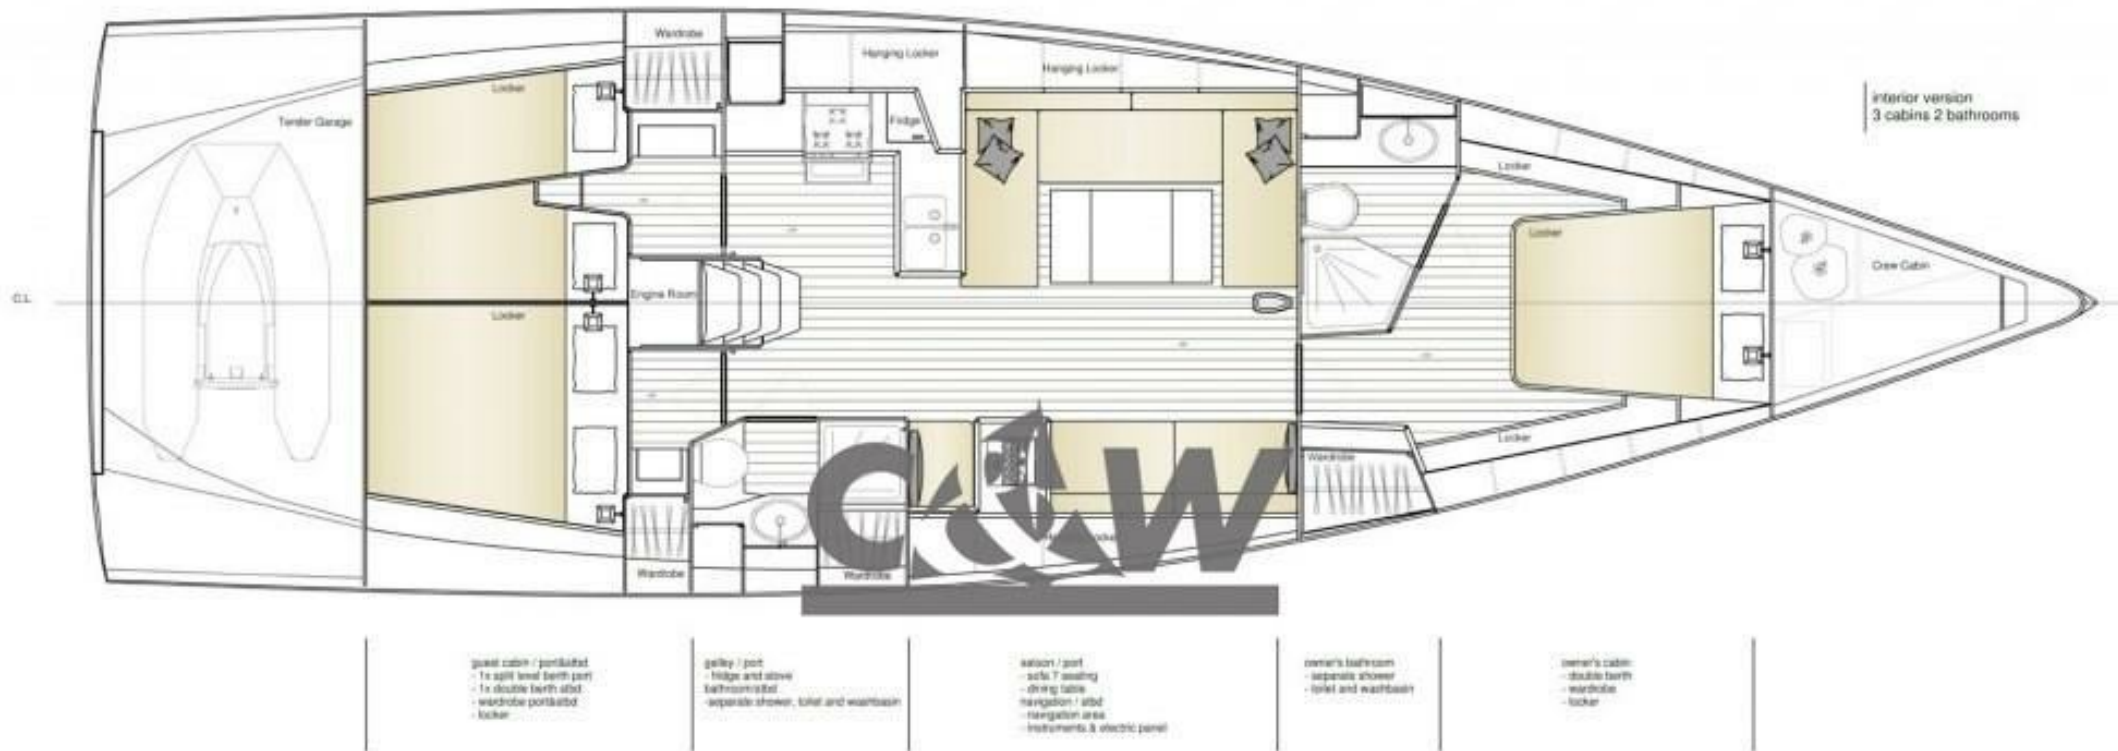 Wardrobe
Hanging Locker
Hanging Locker
interior version
3 cabins 2 bathrooms
Locker
Tender Garage
Fridge
Locker
Locker
Crew Cabin
C.L
Engine Room
Locker
Locker
Wardrobe
Wardrobe
Wardrobe
C&W
guest cabin / port&stbd
- 1x split level berth port
- 1x double berth stbd
- wardrobe port&stbd
- locker
galley / port
- fridge and stove
bathroom/stbd
-separate shower, toilet and washbasin
saloon / port
- sofa 7 seating
- dining table
navigation / stbd
- navigation area
- instruments & electric panel
owner's bathroom
- separate shower
- toilet and washbasin
owner's cabin
- double berth
- wardrobe
- locker